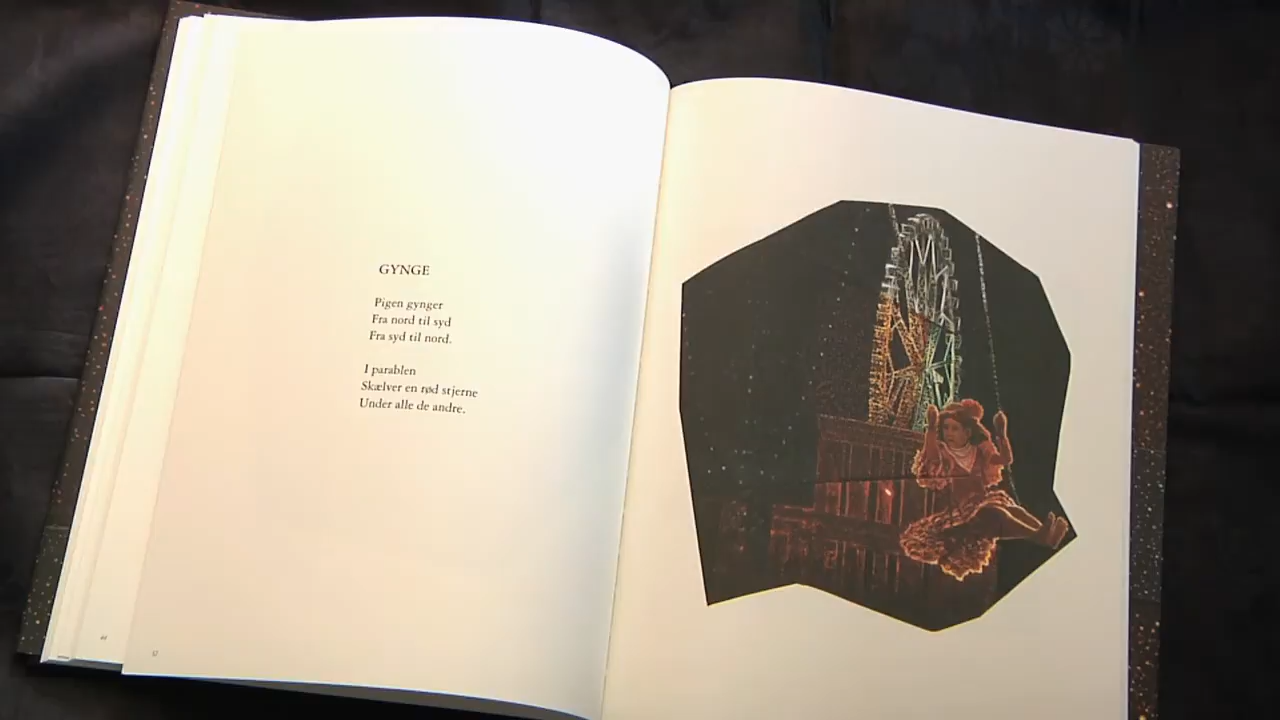 GYNGE
Pigen gynger
Fra nord til syd
Fra syd til nord.
I parablen
Skælver en rød stjerne
Under alle de andre.